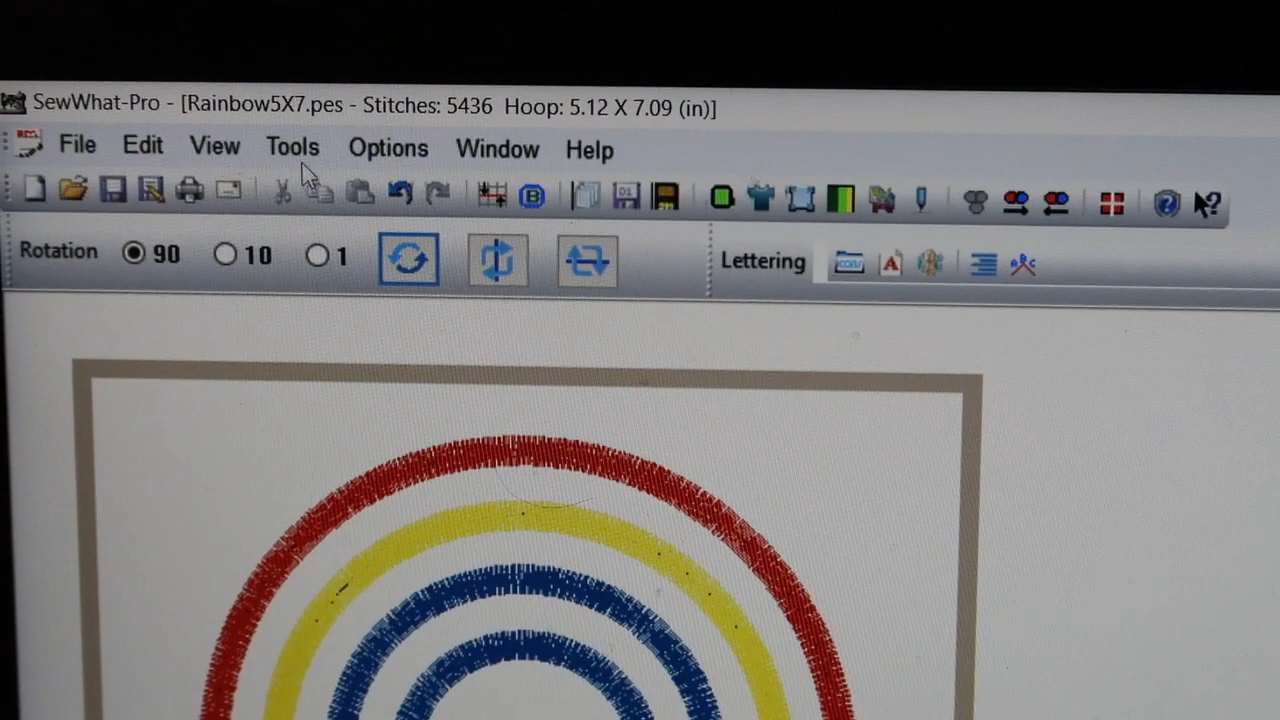 SewWhat-Pro - [Rainbow5X7.pes - Stitches: 5436 Hoop: 5.12 X 7.09 (in)]
File Edit View Tools Options Window Help
Rotation 90 10 1 Lettering